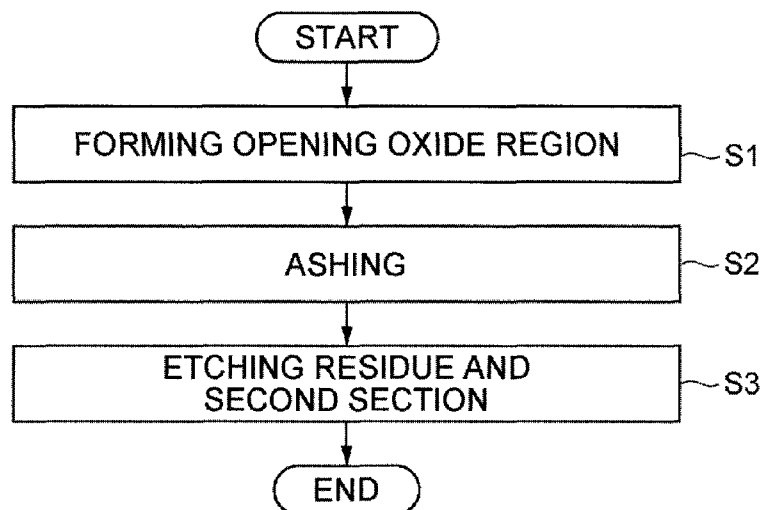 START
FORMING OPENING OXIDE REGION
S1
ASHING
S2
ETCHING RESIDUE AND
SECOND SECTION
S3
END